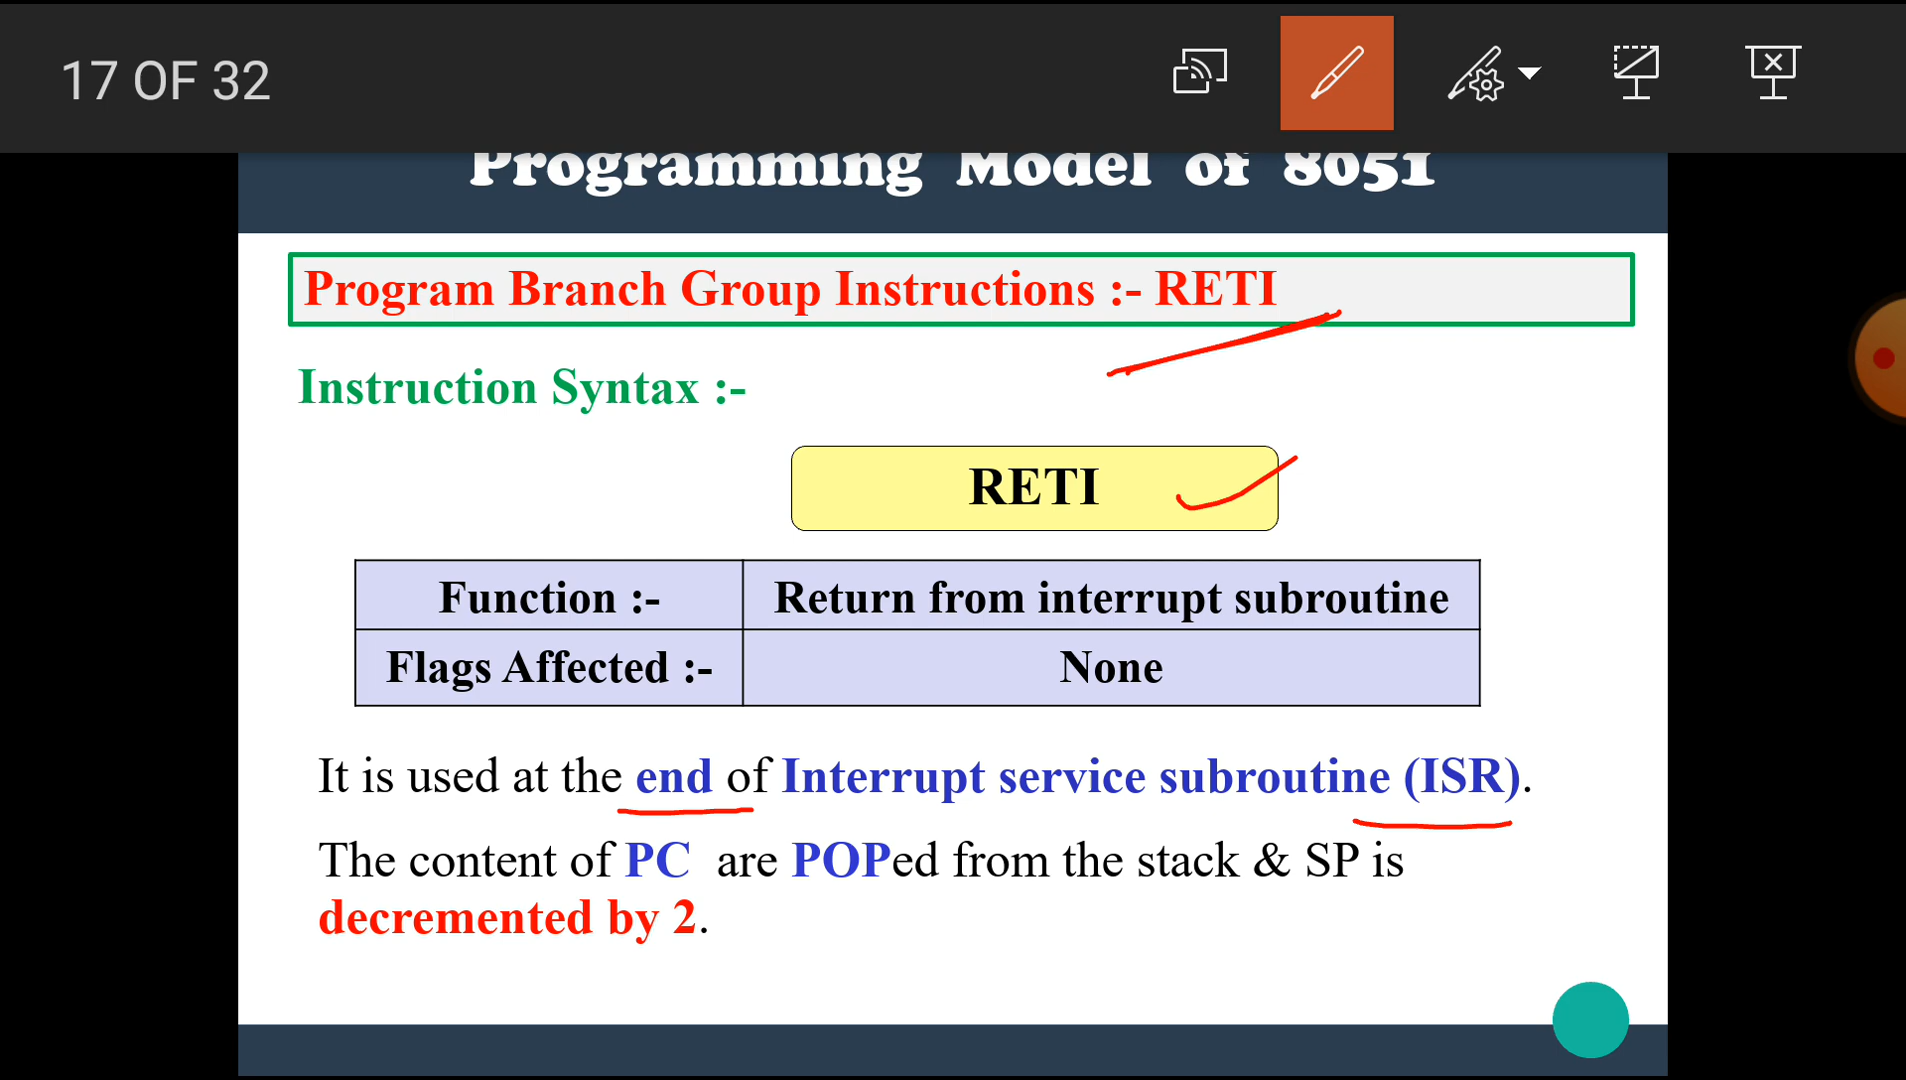 17 OF 32
Programming Model of 8051
Program Branch Group Instructions :- RETI
Instruction Syntax :-
RETI
Function :- Return from interrupt subroutine
Flags Affected :- None
It is used at the end of Interrupt service subroutine (ISR).
The content of PC are POPed from the stack & SP is
decremented by 2.